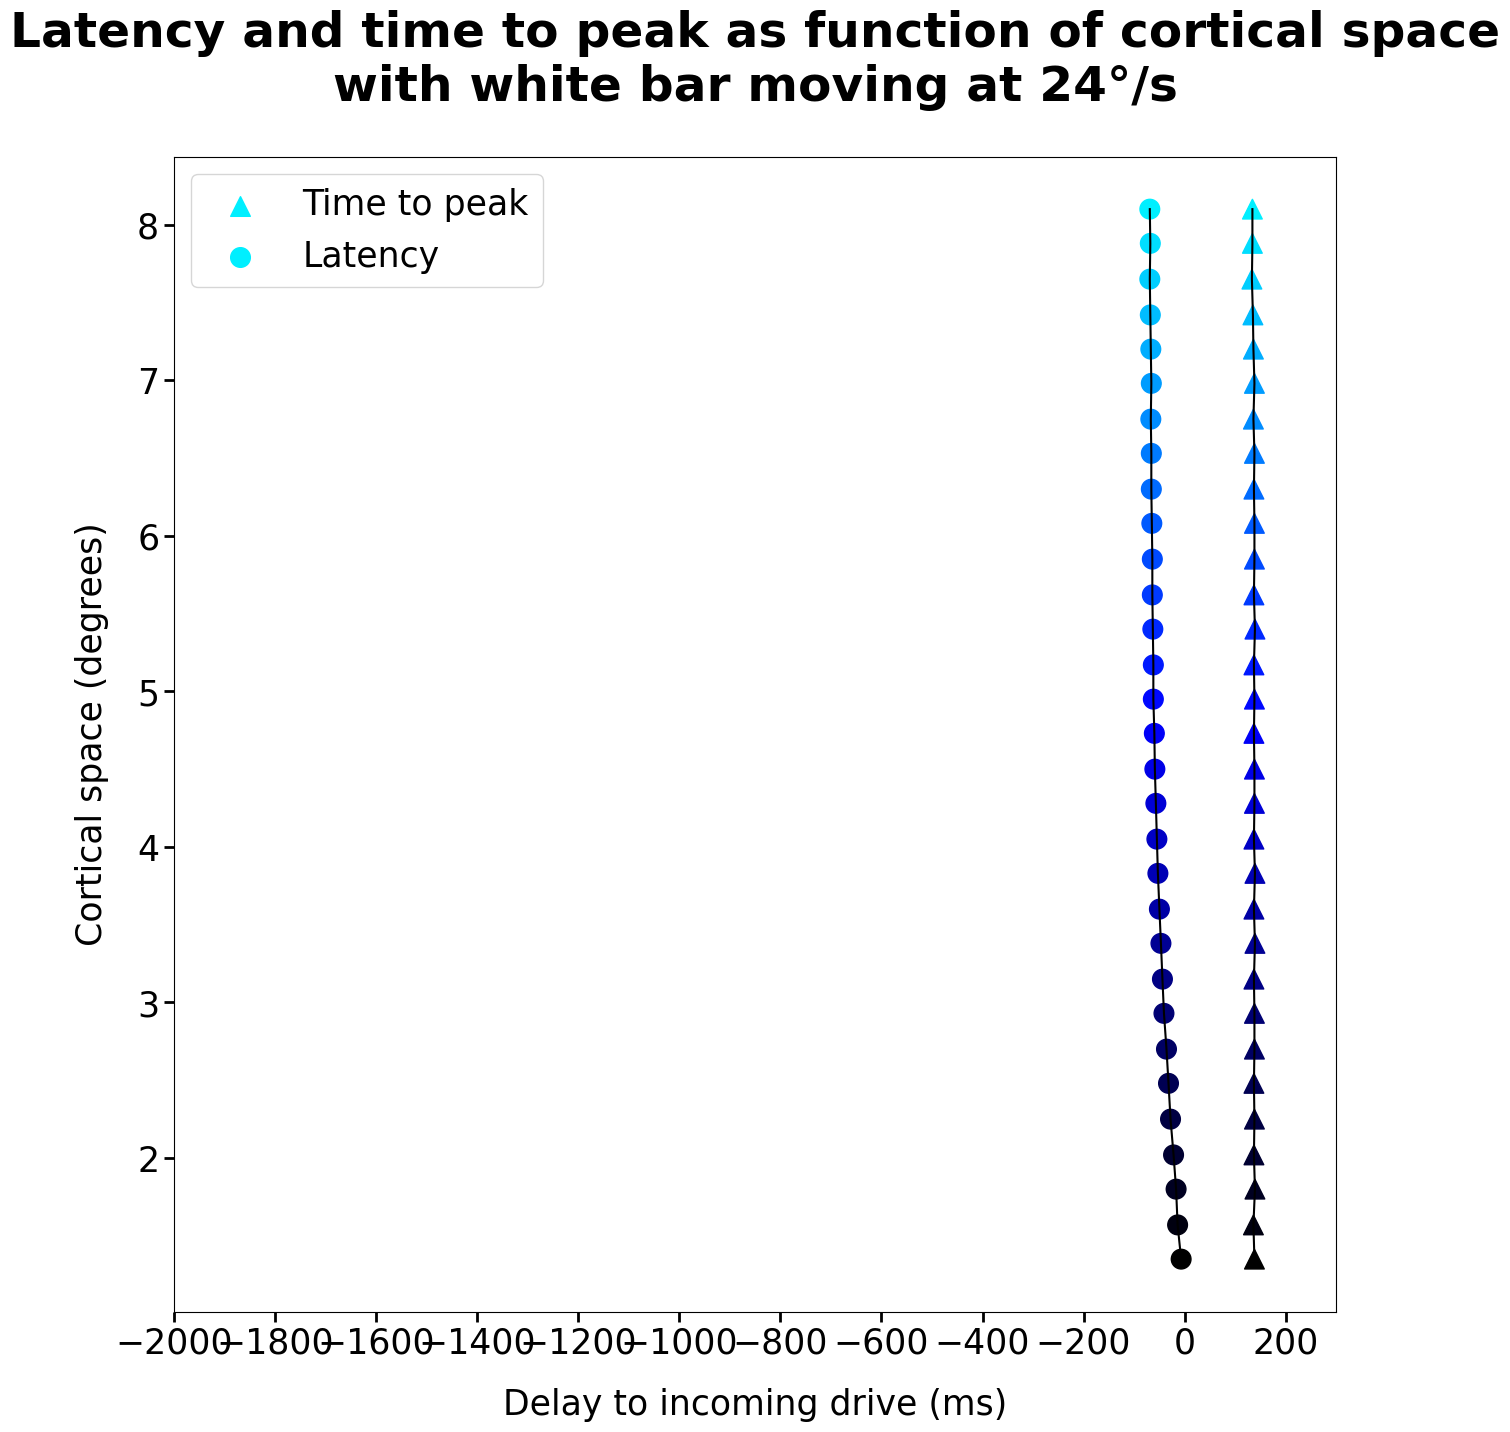 Latency and time to peak as function of cortical space
with white bar moving at 24°/s
Time to peak
Latency
8
7
6
5
4
3
2
Cortical space (degrees)
−2000 −1800 −1600 −1400 −1200 −1000 −800 −600 −400 −200 0 200
Delay to incoming drive (ms)